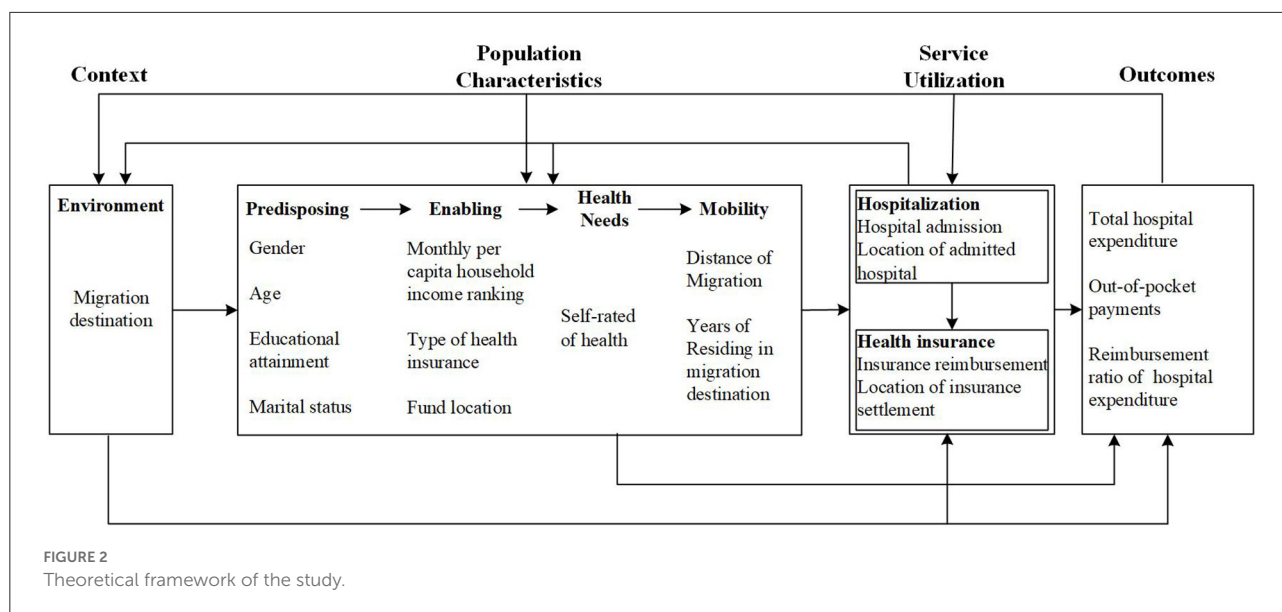 Context
Population
Characteristics
Service
Utilization
Outcomes
Environment
Migration
destination
Predisposing
Gender
Age
Educational
attainment
Marital status
Enabling
Monthly per
capita household
income ranking
Type of health
insurance
Fund location
Health
Needs
Self-rated
of health
Mobility
Distance of
Migration
Years of
Residing in
migration
destination
Hospitalization
Hospital admission
Location of admitted
hospital
Health insurance
Insurance reimbursement
Location of insurance
settlement
Total hospital
expenditure
Out-of-pocket
payments
Reimbursement
ratio of hospital
expenditure
FIGURE 2
Theoretical framework of the study.